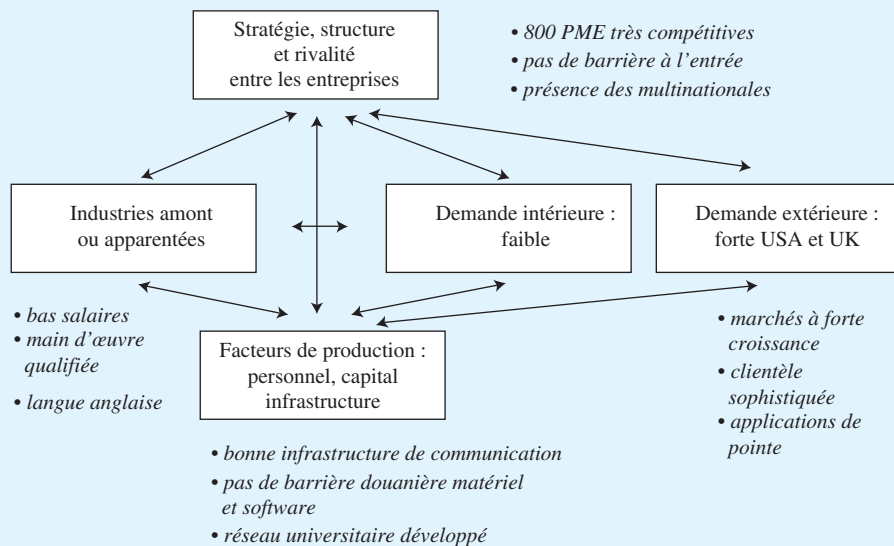 Stratégie, structure
et rivalité
entre les entreprises
• 800 PME très compétitives
• pas de barrière à l’entrée
• présence des multinationales
Industries amont
ou apparentées
Demande intérieure :
faible
Demande extérieure :
forte USA et UK
• bas salaires
• main d’œuvre
qualifiée
• langue anglaise
Facteurs de production :
personnel, capital
infrastructure
• marchés à forte
croissance
• clientèle
sophistiquée
• applications de
pointe
• bonne infrastructure de communication
• pas de barrière douanière matériel
et software
• réseau universitaire développé